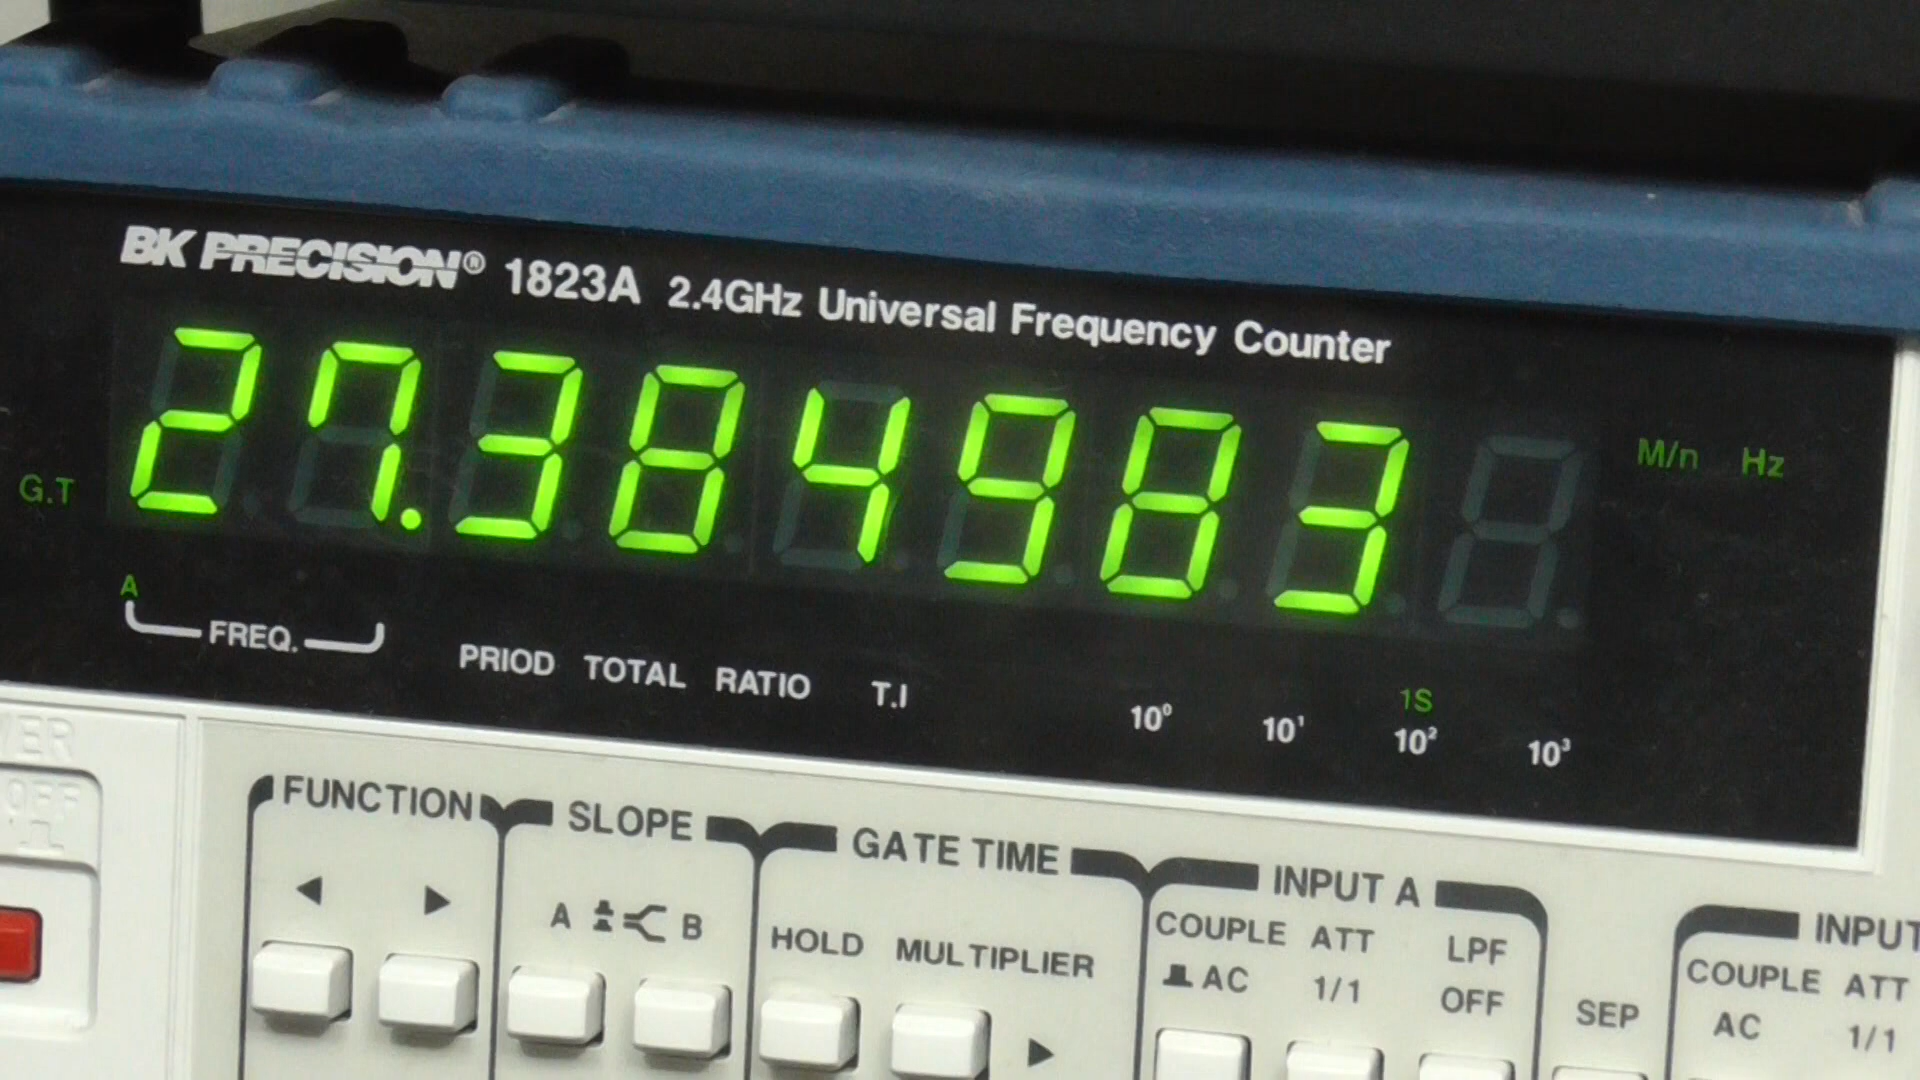 BK PRECISION® 1823A 2.4GHz Universal Frequency Counter
27.384983
M/n Hz
G.T
A
FREQ. PRIOD TOTAL RATIO T.I
1S
10⁰ 10¹ 10² 10³
OFF
FUNCTION SLOPE GATE TIME INPUT A INPUT
◀ ▶ A B HOLD MULTIPLIER ▶
COUPLE ATT LPF
AC 1/1 OFF
SEP
COUPLE ATT
AC 1/1